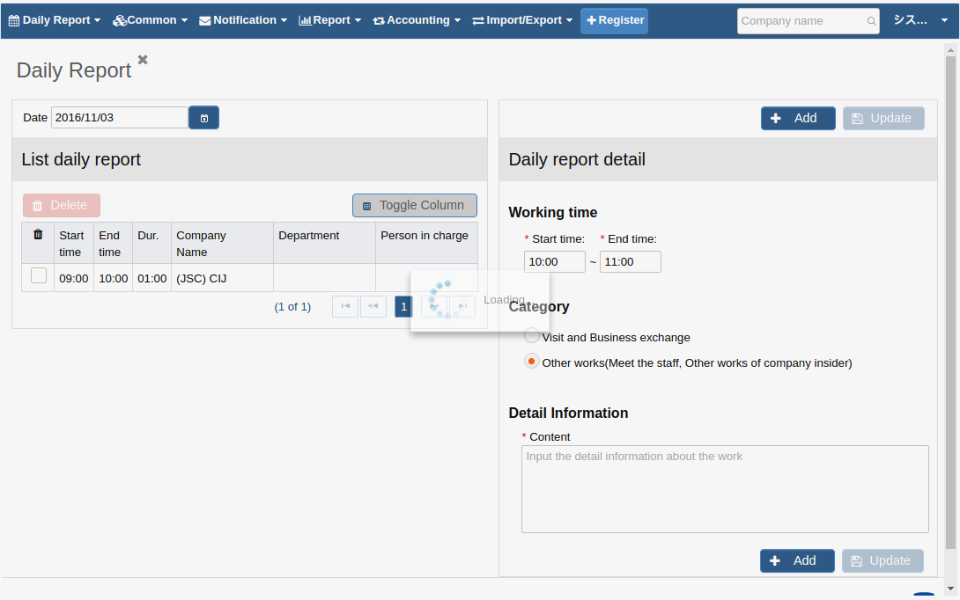 Daily Report Common Notification Report Accounting Import/Export Register Company name シス...
Daily Report
Date 2016/11/03
List daily report
Delete Toggle Column
Start time End time Dur. Company Name Department Person in charge
09:00 10:00 01:00 (JSC) CIJ
(1 of 1) 1
Loading...
Add Update
Daily report detail
Working time
* Start time: * End time:
10:00 ~ 11:00
Category
Visit and Business exchange
Other works(Meet the staff, Other works of company insider)
Detail Information
* Content
Input the detail information about the work
Add Update